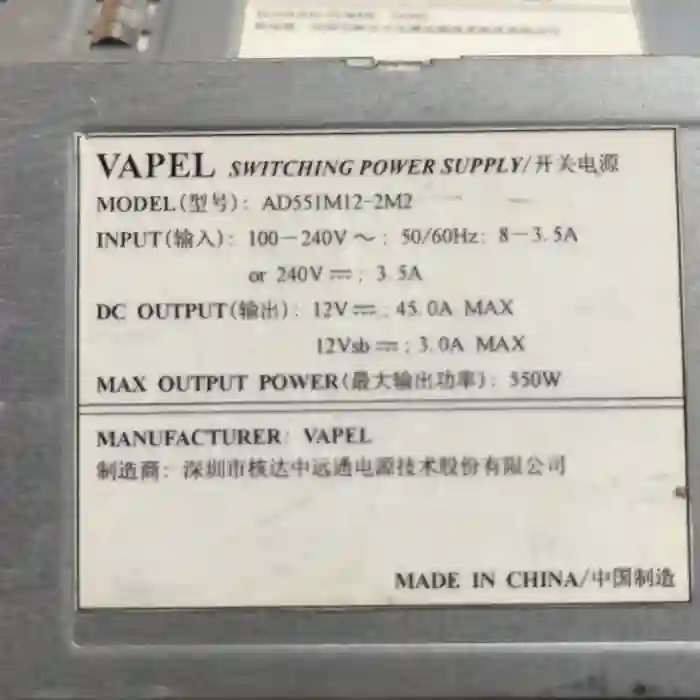 VAPEL SWITCHING POWER SUPPLY/开关电源
MODEL(型号): AD551M12-2M2
INPUT(输入): 100-240V ~ ; 50/60Hz; 8-3.5A
or 240V ⎓; 3.5A
DC OUTPUT(输出): 12V⎓; 45.0A MAX
12Vsb ⎓; 3.0A MAX
MAX OUTPUT POWER(最大输出功率): 550W
MANUFACTURER: VAPEL
制造商: 深圳市核达中远通电源技术股份有限公司
MADE IN CHINA/中国制造